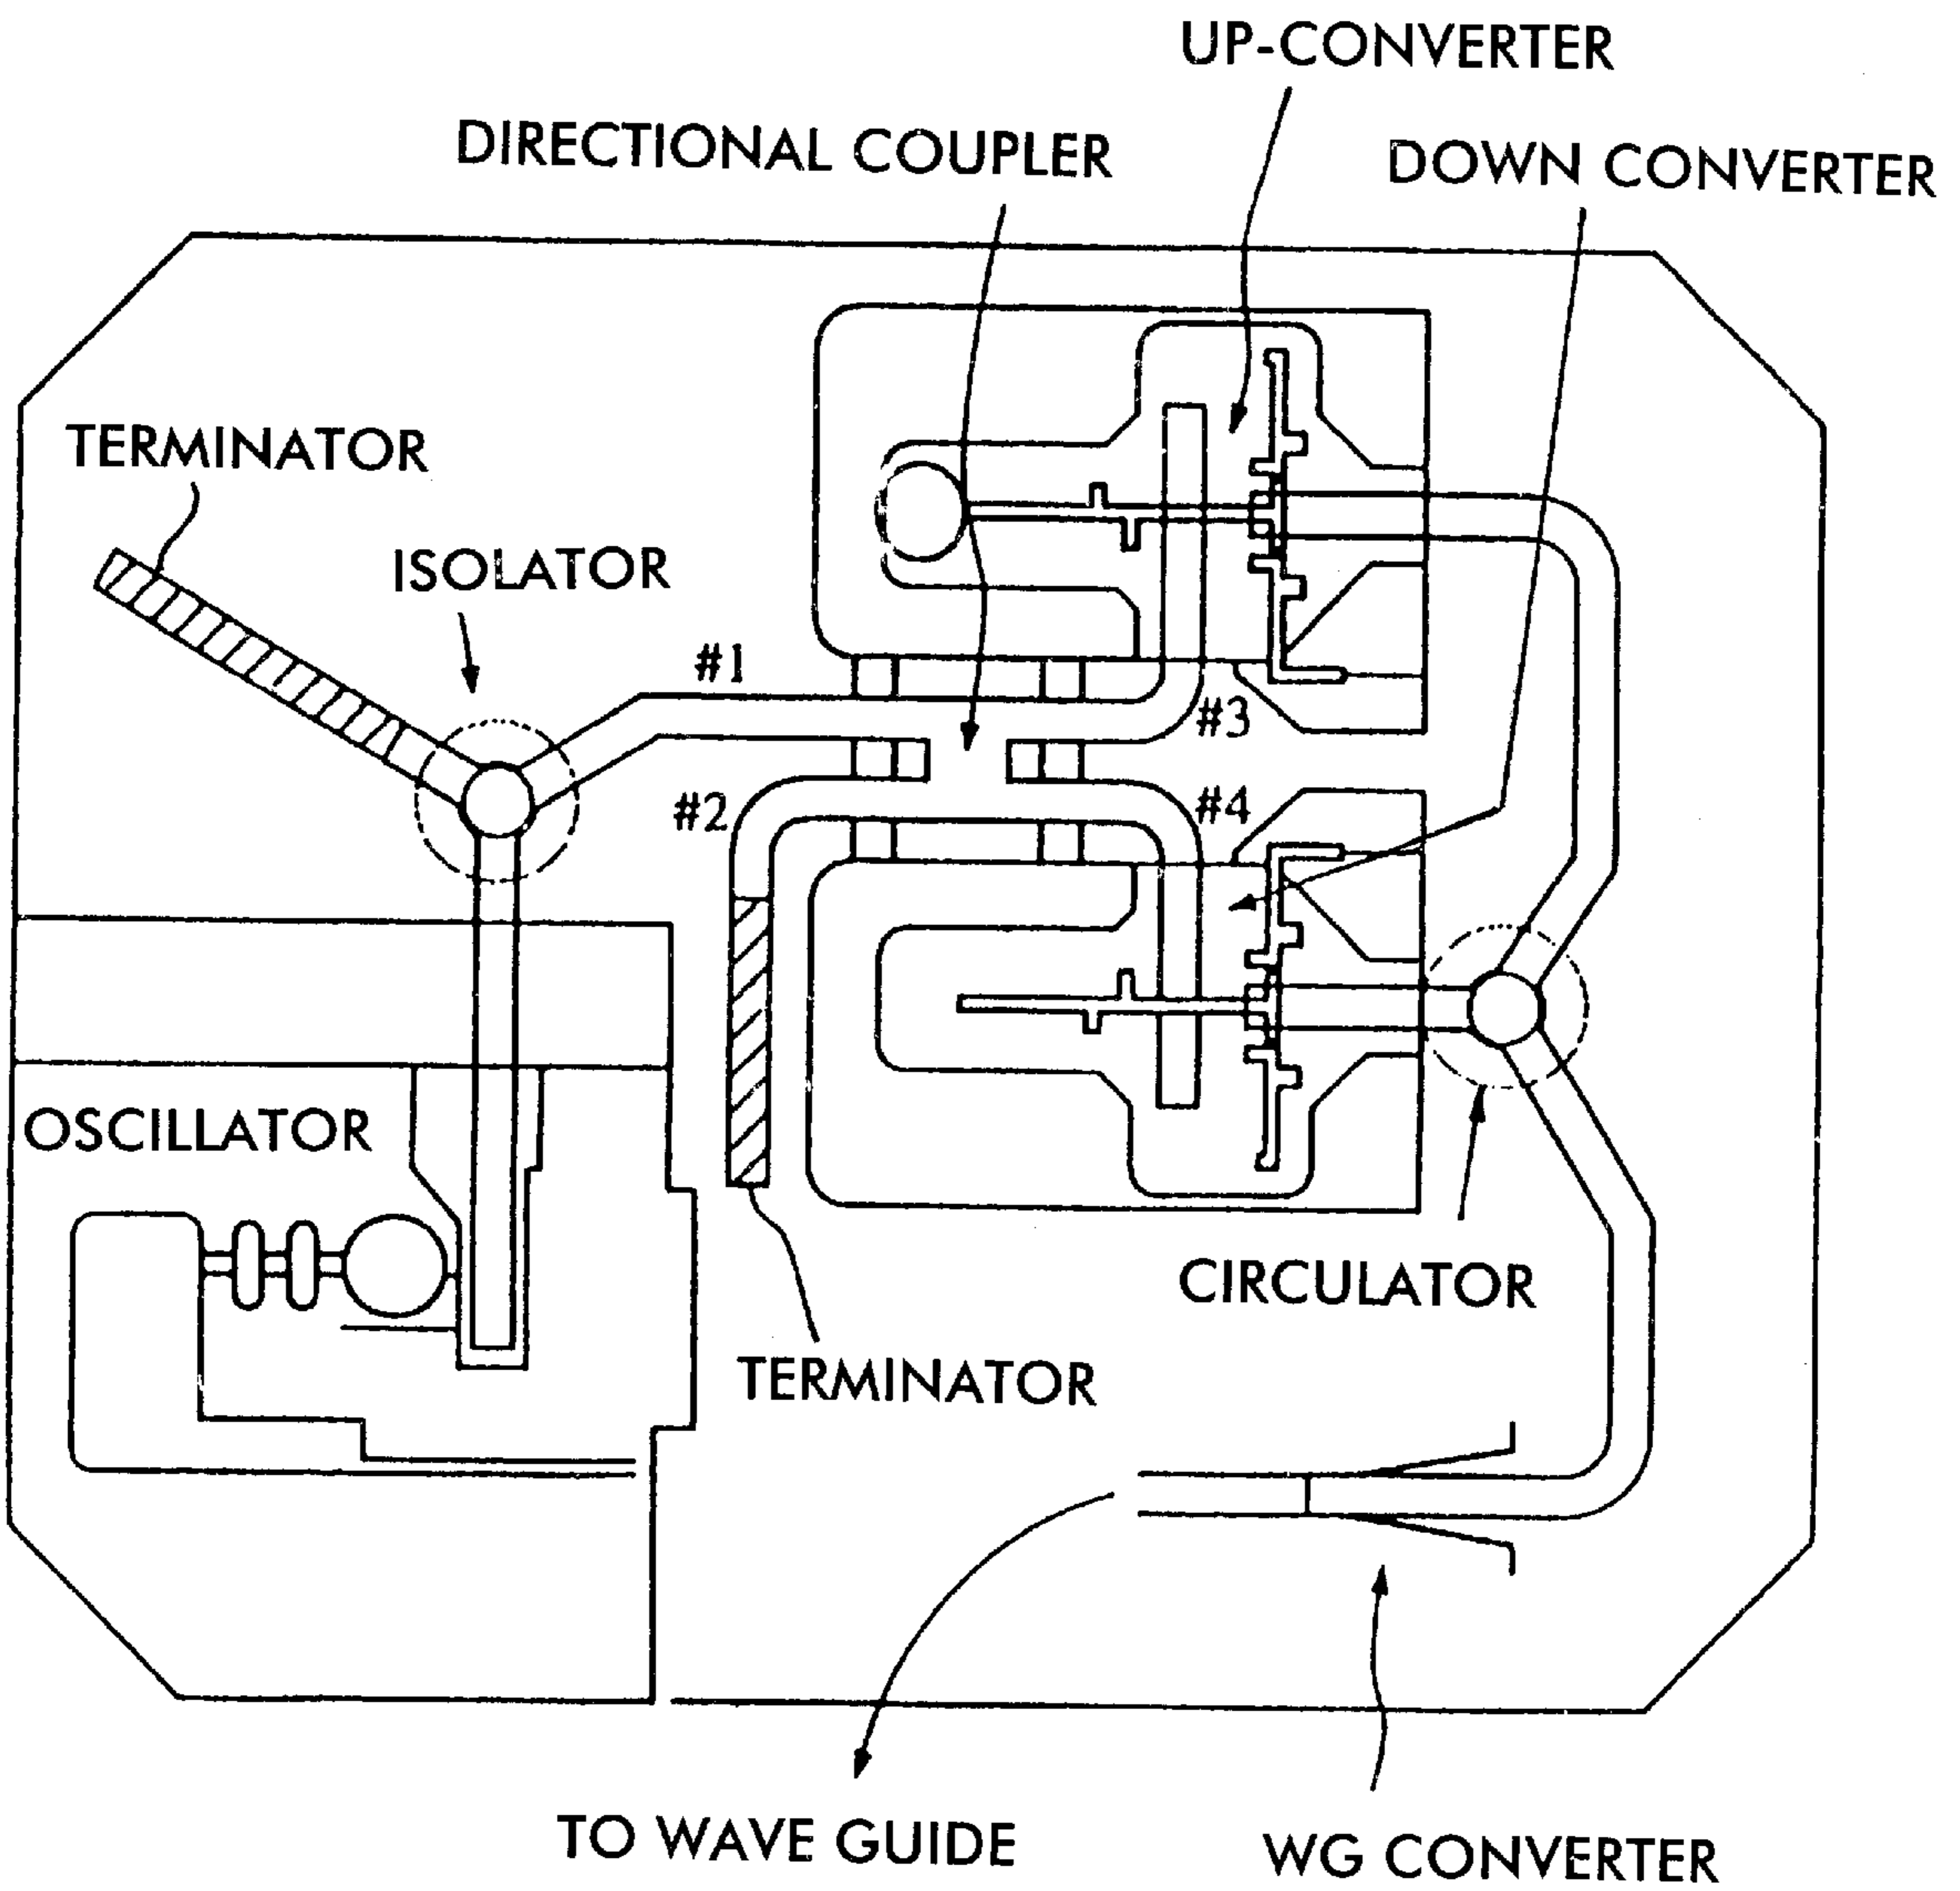 UP-CONVERTER
DIRECTIONAL COUPLER
DOWN CONVERTER
TERMINATOR
ISOLATOR
#1
#3
#2
#4
OSCILLATOR
CIRCULATOR
TERMINATOR
TO WAVE GUIDE
WG CONVERTER